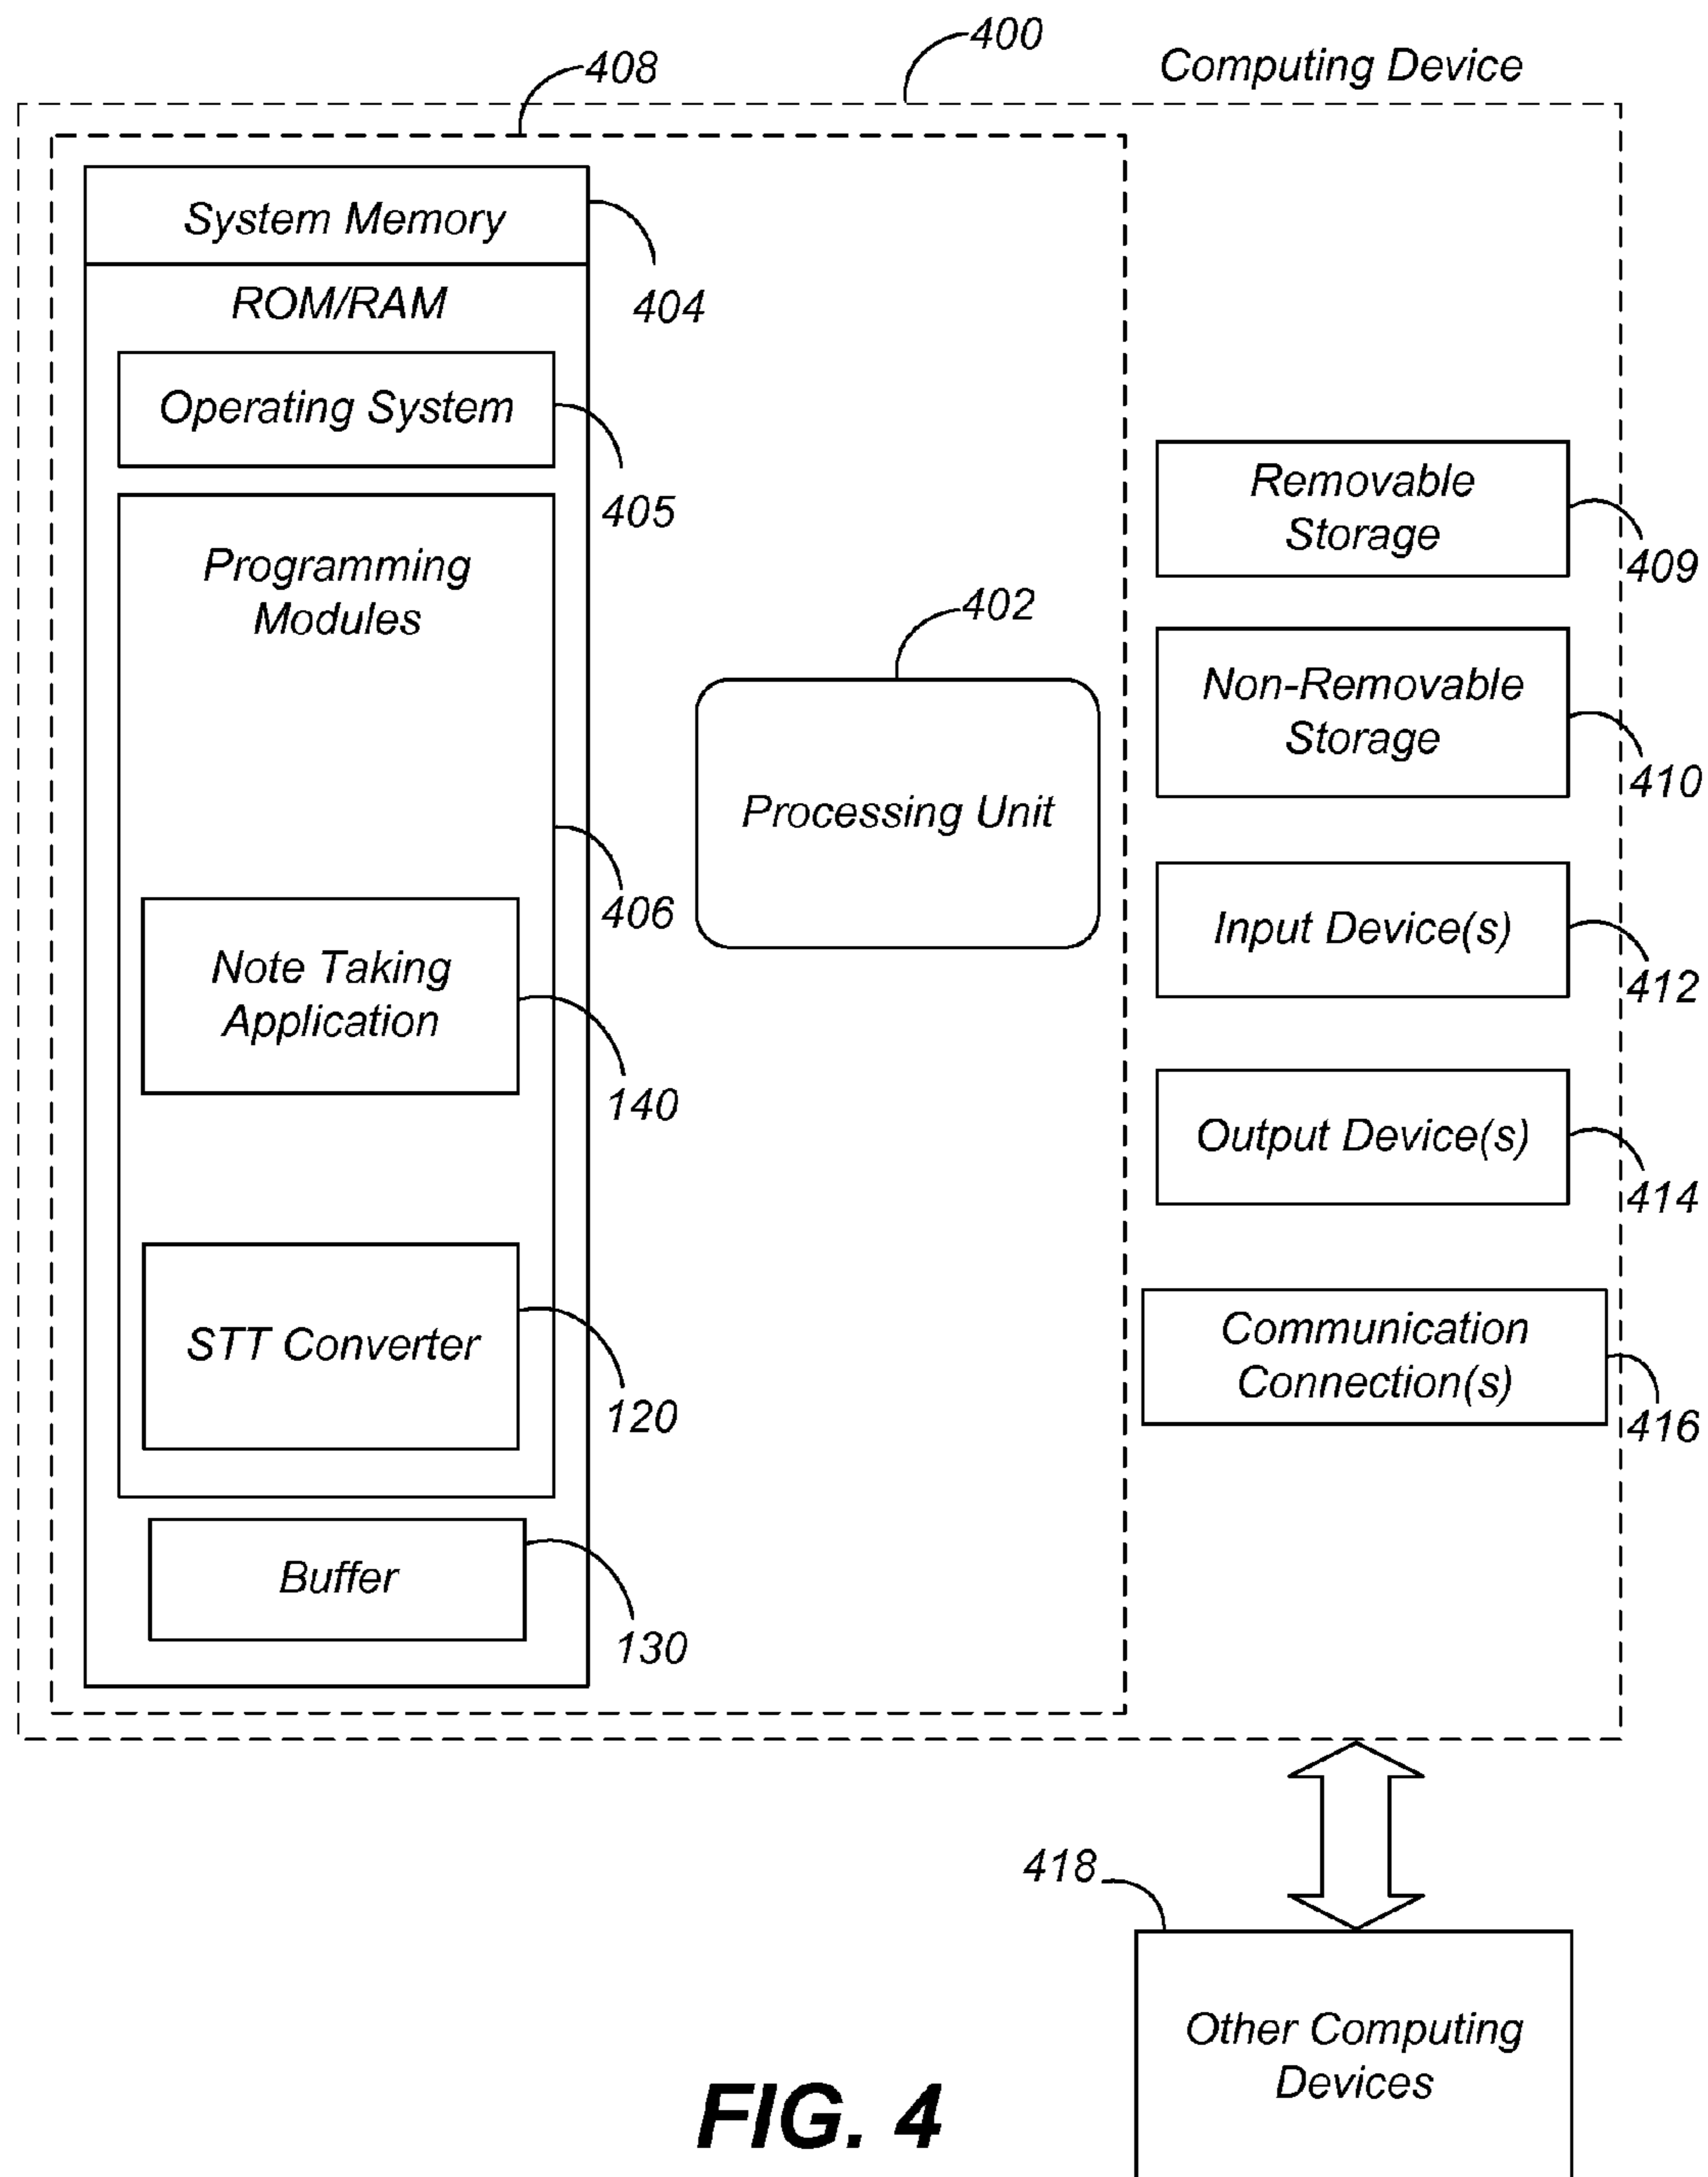 400
Computing Device
408
System Memory
404
ROM/RAM
Operating System
405
Programming
Modules
406
Note Taking
Application
140
STT Converter
120
Buffer
130
402
Processing Unit
Removable
Storage
409
Non-Removable
Storage
410
Input Device(s)
412
Output Device(s)
414
Communication
Connection(s)
416
418
Other Computing
Devices
FIG. 4